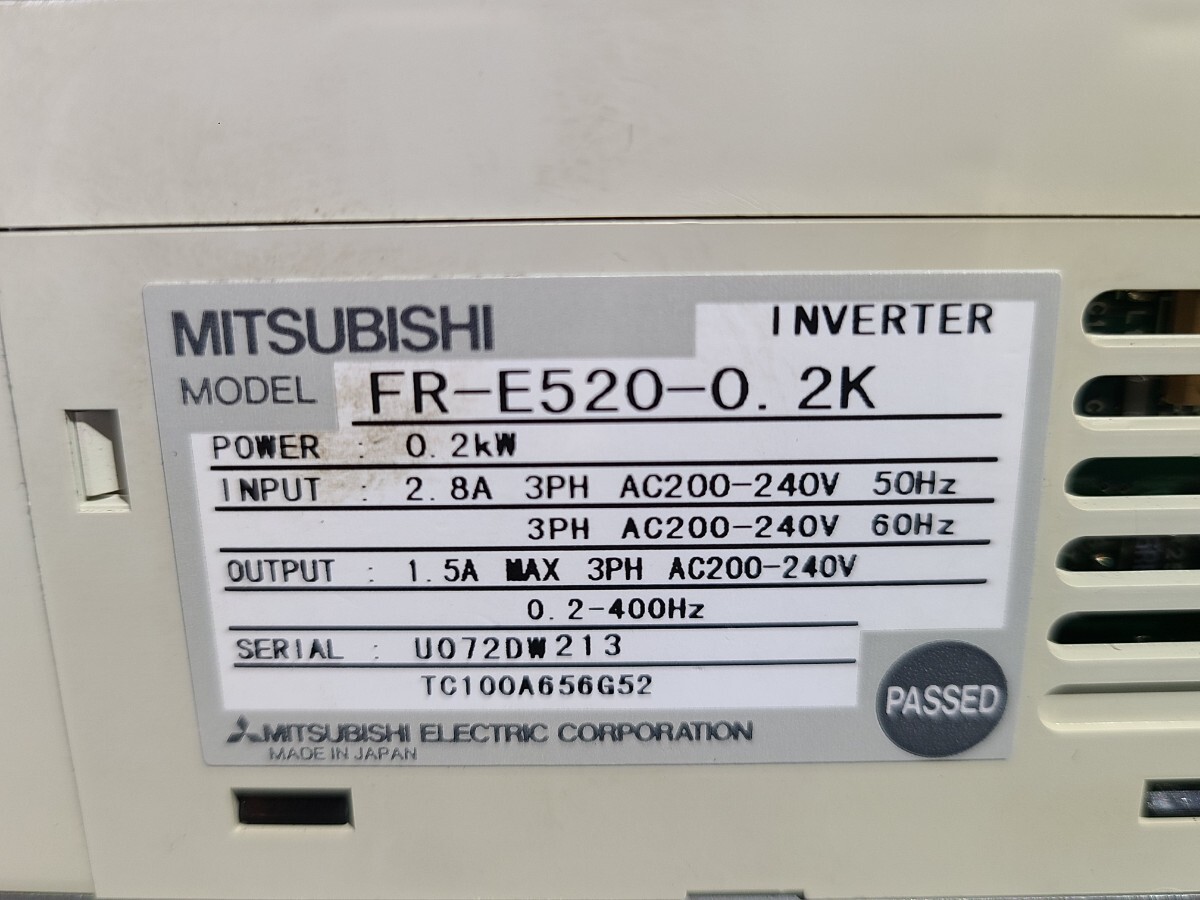 MITSUBISHI INVERTER
MODEL FR-E520-0.2K
POWER : 0.2kW
INPUT : 2.8A 3PH AC200-240V 50Hz
3PH AC200-240V 60Hz
OUTPUT : 1.5A MAX 3PH AC200-240V
0.2-400Hz
SERIAL : U072DW213
TC100A656G52
PASSED
MITSUBISHI ELECTRIC CORPORATION
MADE IN JAPAN